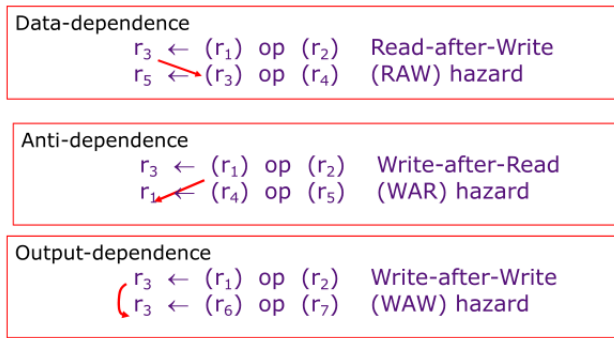 Data-dependence
r₃ ← (r₁) op (r₂) Read-after-Write
r₅ ← (r₃) op (r₄) (RAW) hazard
Anti-dependence
r₃ ← (r₁) op (r₂) Write-after-Read
r₁ ← (r₄) op (r₅) (WAR) hazard
Output-dependence
r₃ ← (r₁) op (r₂) Write-after-Write
r₃ ← (r₆) op (r₇) (WAW) hazard